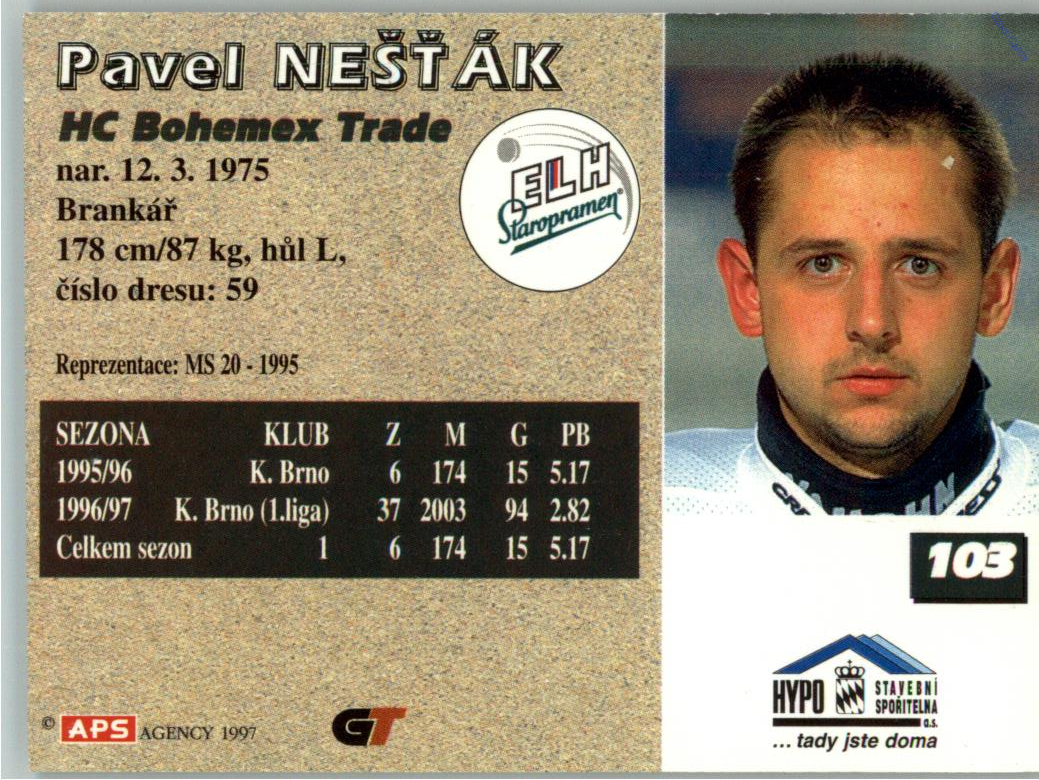 Pavel NEŠŤÁK
HC Bohemex Trade
nar. 12. 3. 1975
Brankář
178 cm/87 kg, hůl L,
číslo dresu: 59
ELH
Staropramen
Reprezentace: MS 20 - 1995
SEZONA KLUB Z M G PB
1995/96 K. Brno 6 174 15 5.17
1996/97 K. Brno (1.liga) 37 2003 94 2.82
Celkem sezon 1 6 174 15 5.17
103
HYPO STAVEBNÍ
SPOŘITELNA
a.s.
... tady jste doma
© APS AGENCY 1997
GT